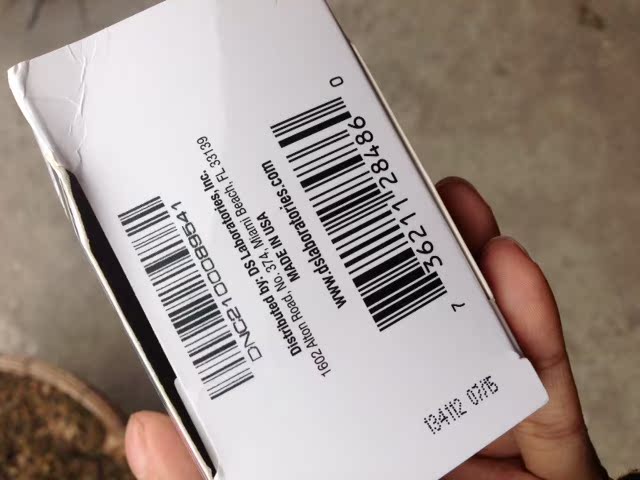 DNC210089541
Distributed by: DS Laboratories, Inc.
1602 Alton Road, No. 374 Miami Beach, FL 33139
MADE IN USA
www.dslaboratories.com
7 36211 28486 0
134112 07/15